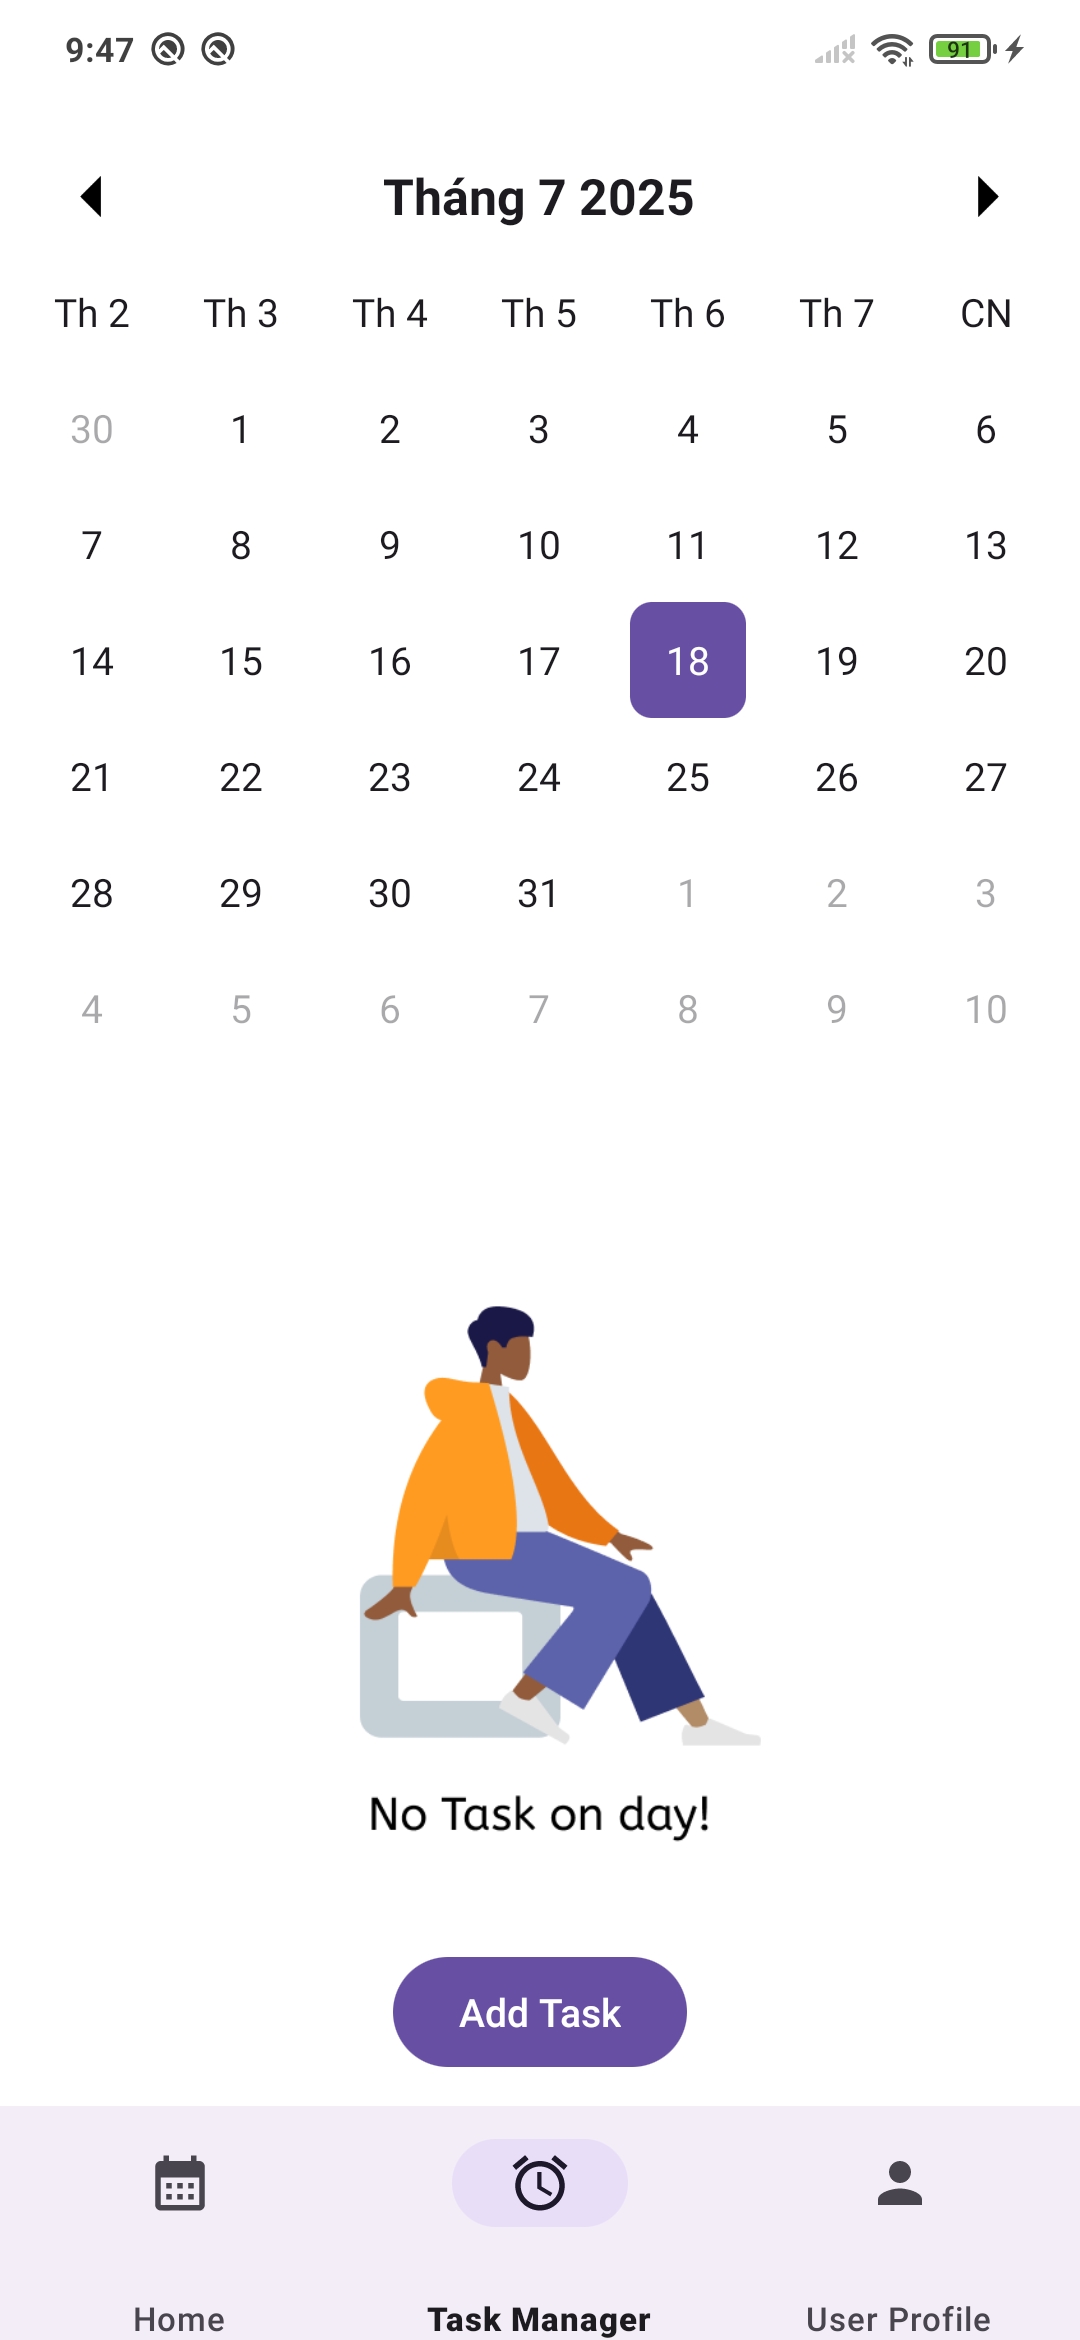 9:47 91
Tháng 7 2025
Th 2 Th 3 Th 4 Th 5 Th 6 Th 7 CN
30 1 2 3 4 5 6
7 8 9 10 11 12 13
14 15 16 17 18 19 20
21 22 23 24 25 26 27
28 29 30 31 1 2 3
4 5 6 7 8 9 10
No Task on day!
Add Task
Home Task Manager User Profile